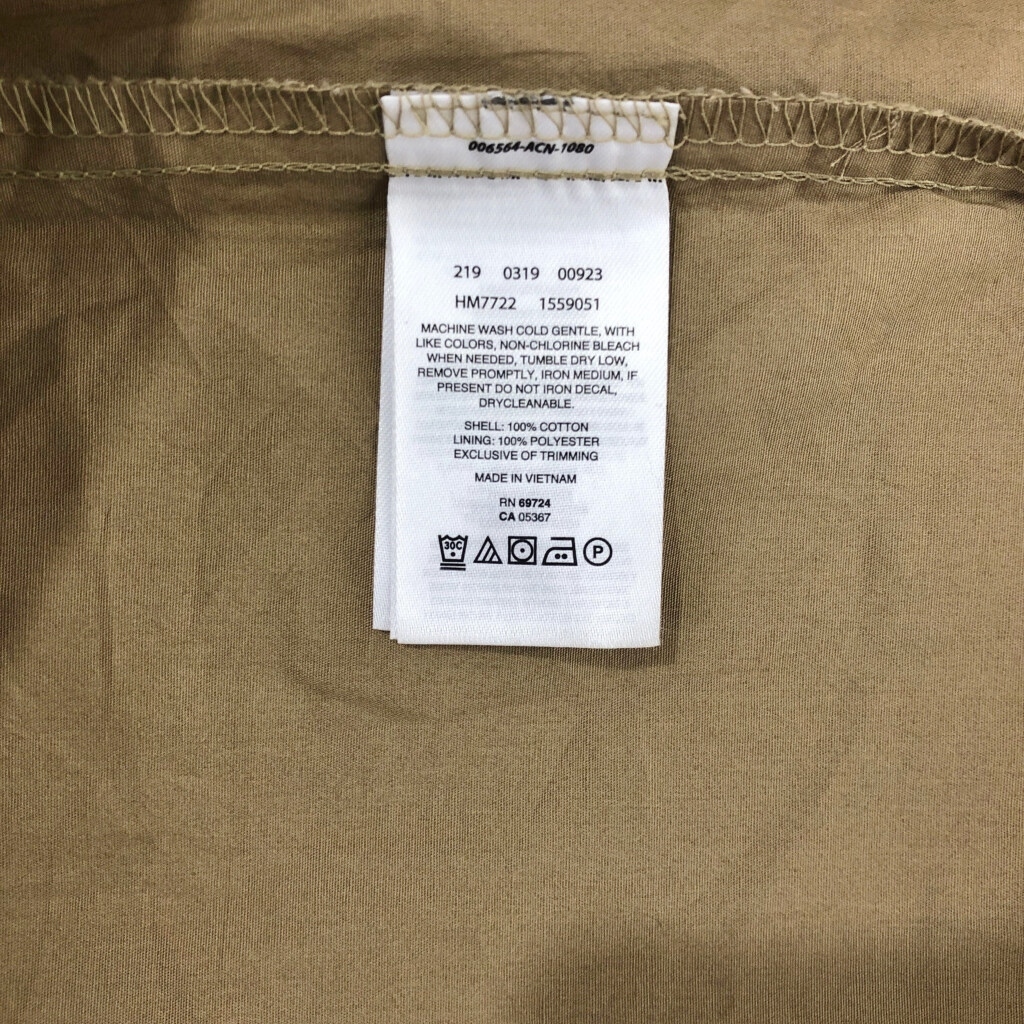 006564-ACN-1080
219 0319 00923
HM7722 1559051
MACHINE WASH COLD GENTLE, WITH
LIKE COLORS, NON-CHLORINE BLEACH
WHEN NEEDED, TUMBLE DRY LOW,
REMOVE PROMPTLY, IRON MEDIUM, IF
PRESENT DO NOT IRON DECAL,
DRYCLEANABLE.
SHELL: 100% COTTON
LINING: 100% POLYESTER
EXCLUSIVE OF TRIMMING
MADE IN VIETNAM
RN 69724
CA 05367
30C P